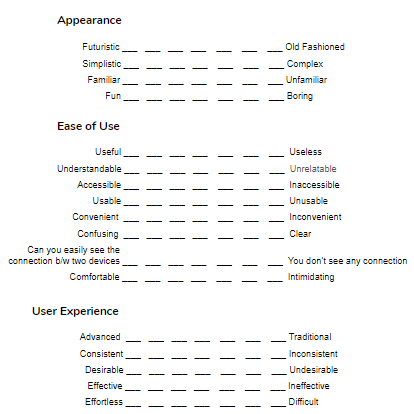 Appearance
Futuristic ___ ___ ___ ___ ___ ___ ___ Old Fashioned
Simplistic ___ ___ ___ ___ ___ ___ ___ Complex
Familiar ___ ___ ___ ___ ___ ___ ___ Unfamiliar
Fun ___ ___ ___ ___ ___ ___ ___ Boring
Ease of Use
Useful ___ ___ ___ ___ ___ ___ ___ Useless
Understandable ___ ___ ___ ___ ___ ___ ___ Unrelatable
Accessible ___ ___ ___ ___ ___ ___ ___ Inaccessible
Usable ___ ___ ___ ___ ___ ___ ___ Unusable
Convenient ___ ___ ___ ___ ___ ___ ___ Inconvenient
Confusing ___ ___ ___ ___ ___ ___ ___ Clear
Can you easily see the
connection b/w two devices ___ ___ ___ ___ ___ ___ ___ You don't see any connection
Comfortable ___ ___ ___ ___ ___ ___ ___ Intimidating
User Experience
Advanced ___ ___ ___ ___ ___ ___ ___ Traditional
Consistent ___ ___ ___ ___ ___ ___ ___ Inconsistent
Desirable ___ ___ ___ ___ ___ ___ ___ Undesirable
Effective ___ ___ ___ ___ ___ ___ ___ Ineffective
Effortless ___ ___ ___ ___ ___ ___ ___ Difficult